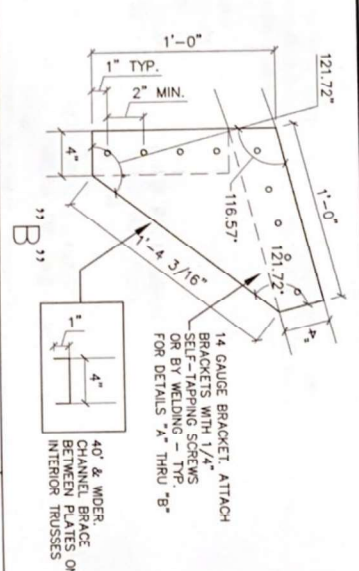 1'-0"
1" TYP.
2" MIN.
4"
121.72°
116.57°
1'-0"
121.72°
4"
1'-4 3/16"
14 GAUGE BRACKET. ATTACH
BRACKETS WITH 1/4"
SELF-TAPPING SCREWS
OR BY WELDING - TYP.
FOR DETAILS "A" THRU "B"
"B"
1"
4"
40' & WIDER.
CHANNEL BRACE
BETWEEN PLATES ON
INTERIOR TRUSSES